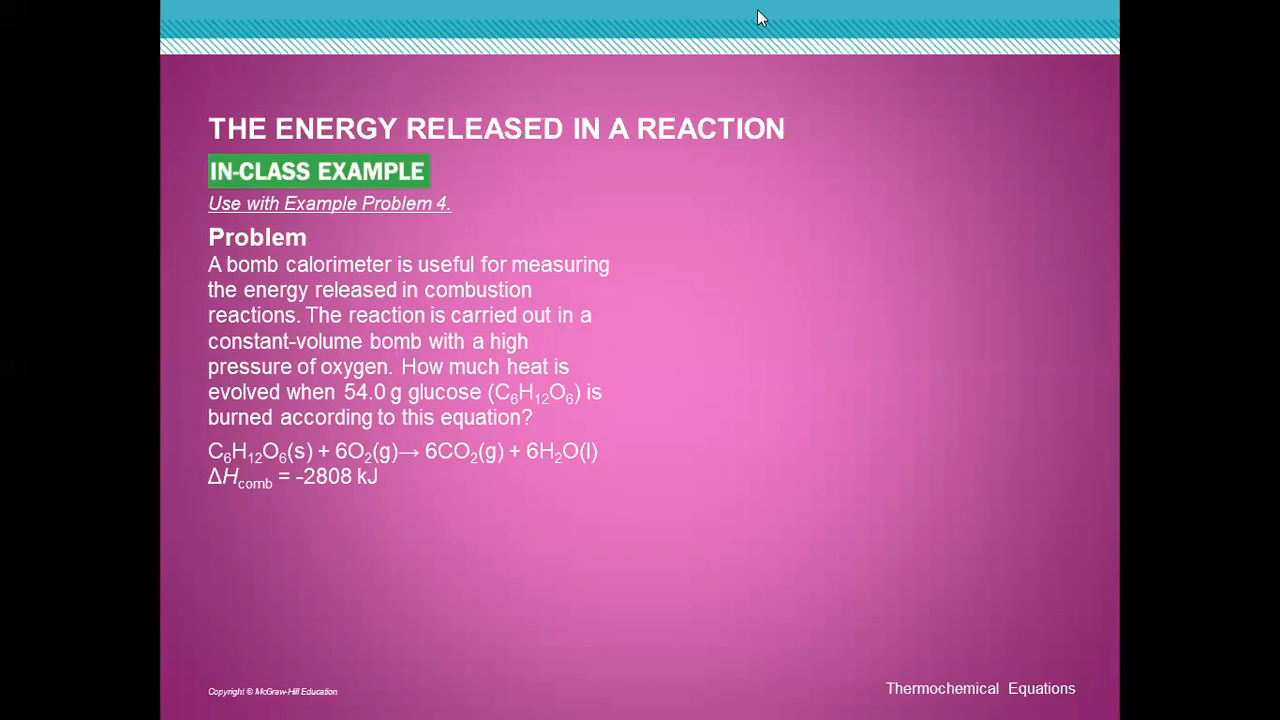 THE ENERGY RELEASED IN A REACTION
IN-CLASS EXAMPLE
Use with Example Problem 4.
Problem
A bomb calorimeter is useful for measuring
the energy released in combustion
reactions. The reaction is carried out in a
constant-volume bomb with a high
pressure of oxygen. How much heat is
evolved when 54.0 g glucose (C₆H₁₂O₆) is
burned according to this equation?
C₆H₁₂O₆(s) + 6O₂(g)→ 6CO₂(g) + 6H₂O(l)
ΔHcomb = -2808 kJ
Copyright © McGraw-Hill Education
Thermochemical Equations